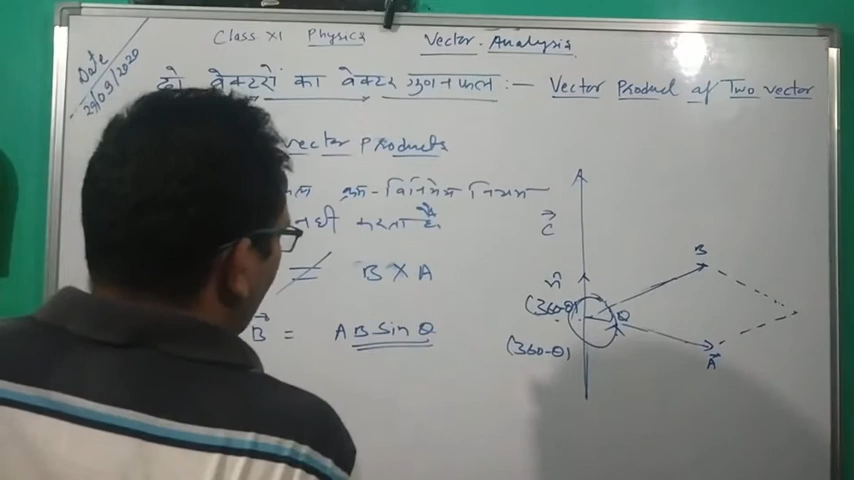 Class XI Physics Vector Analysis
Date
29/09/2020
दो वेक्टरों का वेक्टर गुणनफल :— Vector Product of Two vector
vector Products
क्रम-विनिमेय नियम
नही करता है
≠ B X A
B⃗ = A B Sin θ
A
C⃗
n̂
(360-θ)
(360-θ)
θ
B
A⃗